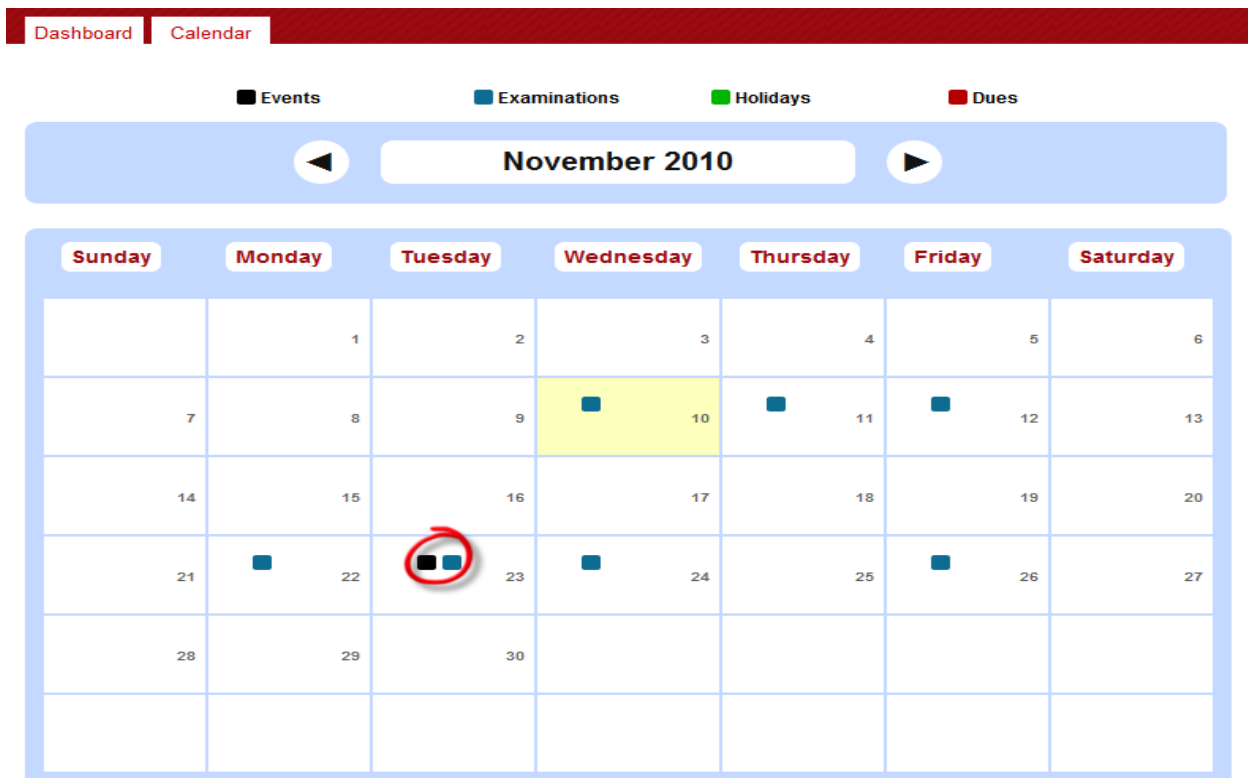 Dashboard Calendar
Events Examinations Holidays Dues
November 2010
Sunday Monday Tuesday Wednesday Thursday Friday Saturday
1 2 3 4 5 6
7 8 9 10 11 12 13
14 15 16 17 18 19 20
21 22 23 24 25 26 27
28 29 30